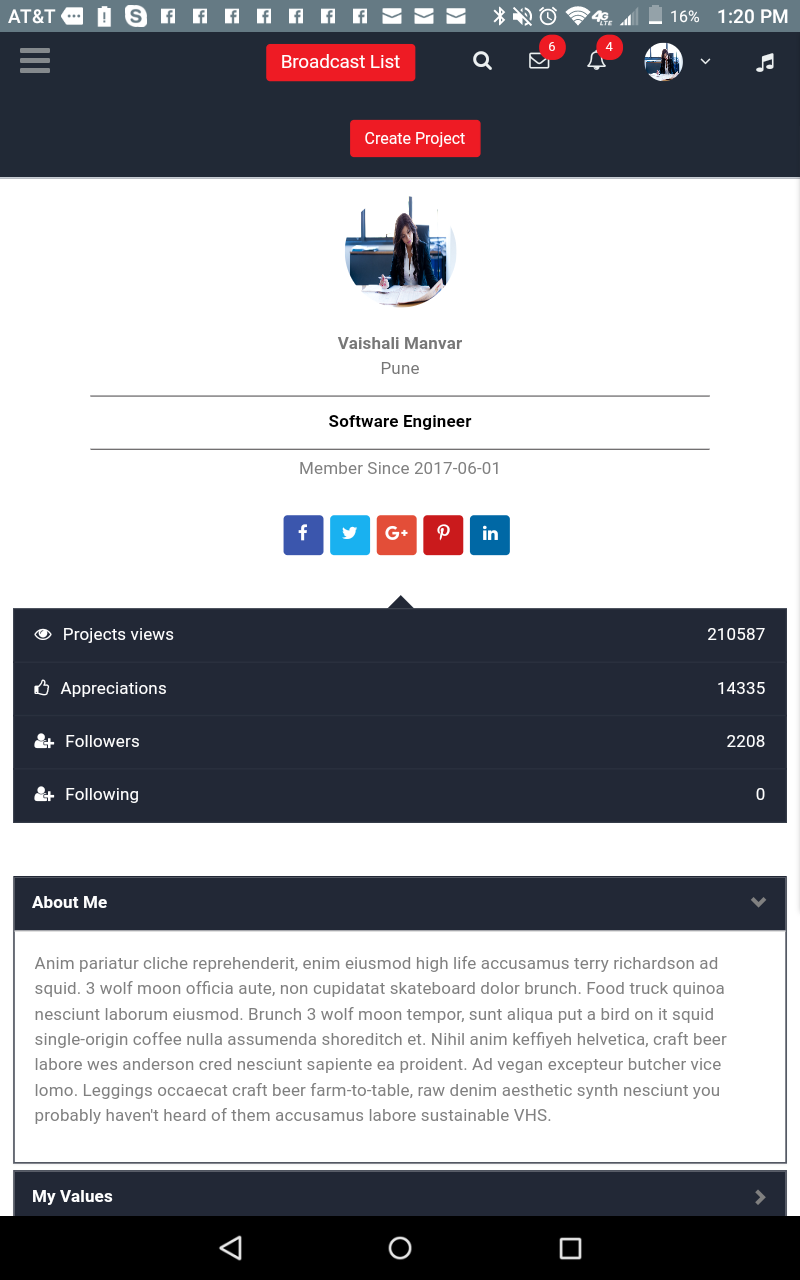 AT&T 16% 1:20 PM
Broadcast List 6 4
Create Project
Vaishali Manvar
Pune
Software Engineer
Member Since 2017-06-01
Projects views 210587
Appreciations 14335
Followers 2208
Following 0
About Me
Anim pariatur cliche reprehenderit, enim eiusmod high life accusamus terry richardson ad
squid. 3 wolf moon officia aute, non cupidatat skateboard dolor brunch. Food truck quinoa
nesciunt laborum eiusmod. Brunch 3 wolf moon tempor, sunt aliqua put a bird on it squid
single-origin coffee nulla assumenda shoreditch et. Nihil anim keffiyeh helvetica, craft beer
labore wes anderson cred nesciunt sapiente ea proident. Ad vegan excepteur butcher vice
lomo. Leggings occaecat craft beer farm-to-table, raw denim aesthetic synth nesciunt you
probably haven't heard of them accusamus labore sustainable VHS.
My Values